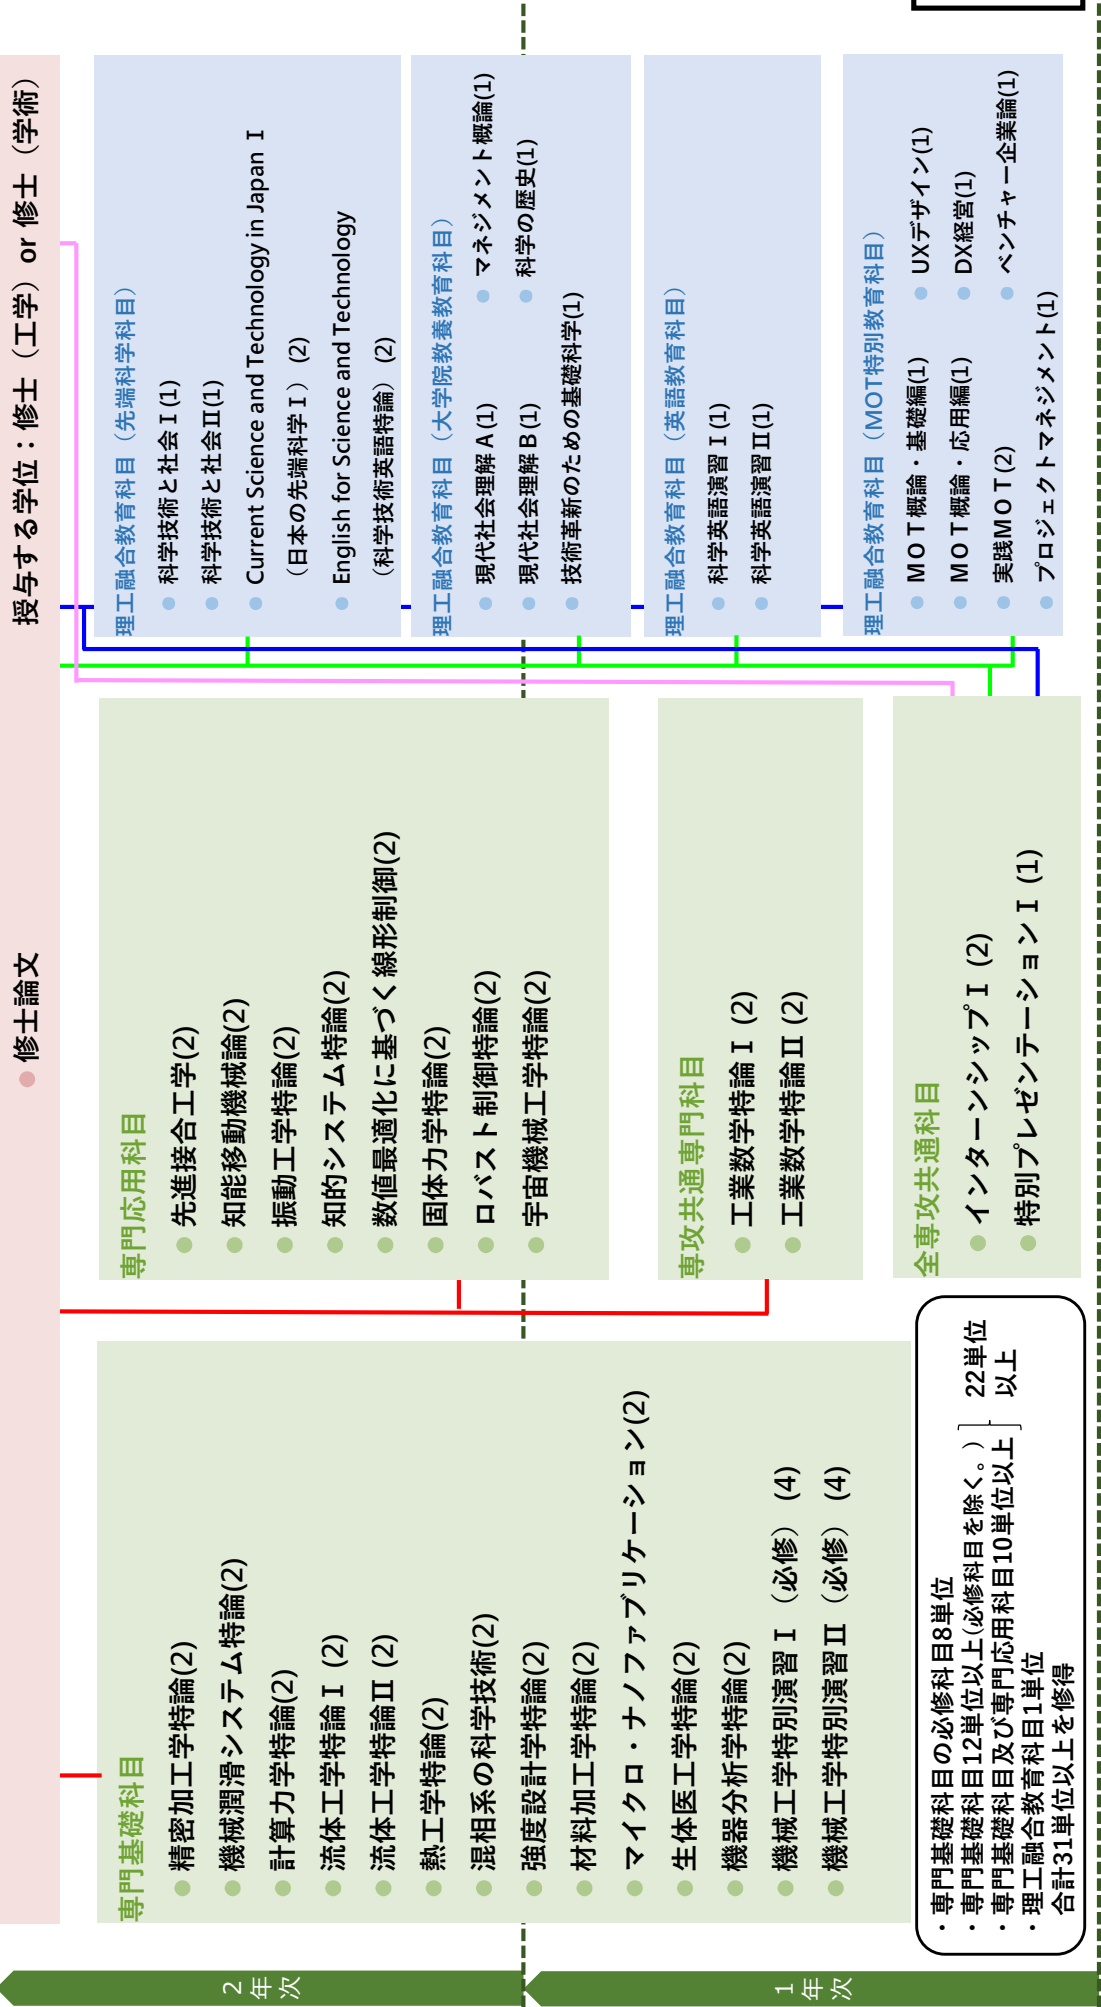 授与する学位：修士（工学）or 修士（学術）
● 修士論文
2年次
1年次
専門基礎科目
● 精密加工学特論(2)
● 機械潤滑システム特論(2)
● 計算力学特論(2)
● 流体工学特論Ⅰ (2)
● 流体工学特論Ⅱ (2)
● 熱工学特論(2)
● 混相系の科学技術(2)
● 強度設計学特論(2)
● 材料加工学特論(2)
● マイクロ・ナノファブリケーション(2)
● 生体医工学特論(2)
● 機器分析学特論(2)
● 機械工学特別演習Ⅰ（必修）(4)
● 機械工学特別演習Ⅱ（必修）(4)
専門応用科目
● 先進接合工学(2)
● 知能移動機械論(2)
● 振動工学特論(2)
● 知的システム特論(2)
● 数値最適化に基づく線形制御(2)
● 固体力学特論(2)
● ロバスト制御特論(2)
● 宇宙機械工学特論(2)
専攻共通専門科目
● 工業数学特論Ⅰ (2)
● 工業数学特論Ⅱ (2)
全専攻共通科目
● インターンシップⅠ (2)
● 特別プレゼンテーションⅠ (1)
理工融合教育科目（先端科学科目）
● 科学技術と社会Ⅰ(1)
● 科学技術と社会Ⅱ(1)
● Current Science and Technology in Japan Ⅰ
（日本の先端科学Ⅰ） (2)
● English for Science and Technology
（科学技術英語特論） (2)
理工融合教育科目（大学院教養教育科目）
● 現代社会理解Ａ(1)
● マネジメント概論(1)
● 現代社会理解Ｂ(1)
● 科学の歴史(1)
● 技術革新のための基礎科学(1)
理工融合教育科目（英語教育科目）
● 科学英語演習Ⅰ(1)
● 科学英語演習Ⅱ(1)
理工融合教育科目（MOT特別教育科目）
● ＭＯＴ概論・基礎編(1)
● UXデザイン(1)
● ＭＯＴ概論・応用編(1)
● DX経営(1)
● 実践ＭＯＴ(2)
● ベンチャー企業論(1)
● プロジェクトマネジメント(1)
・専門基礎科目の必修科目8単位
・専門基礎科目12単位以上(必修科目を除く。)
・専門基礎科目及び専門応用科目10単位以上
22単位
以上
・理工融合教育科目1単位
合計31単位以上を修得